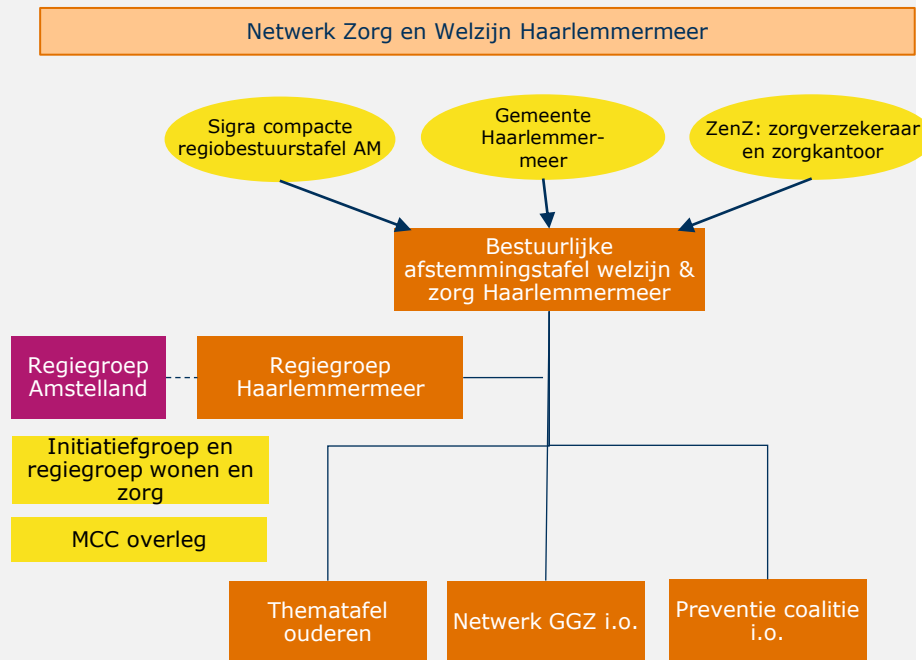 Netwerk Zorg en Welzijn Haarlemmermeer
Sigra compacte
regiobestuurstafel AM
Gemeente
Haarlemmer-
meer
ZenZ: zorgverzekeraar
en zorgkantoor
Bestuurlijke
afstemmingstafel welzijn &
zorg Haarlemmermeer
Regiegroep
Amstelland
Regiegroep
Haarlemmermeer
Initiatiefgroep en
regiegroep wonen en
zorg
MCC overleg
Thematafel
ouderen
Netwerk GGZ i.o.
Preventie coalitie
i.o.